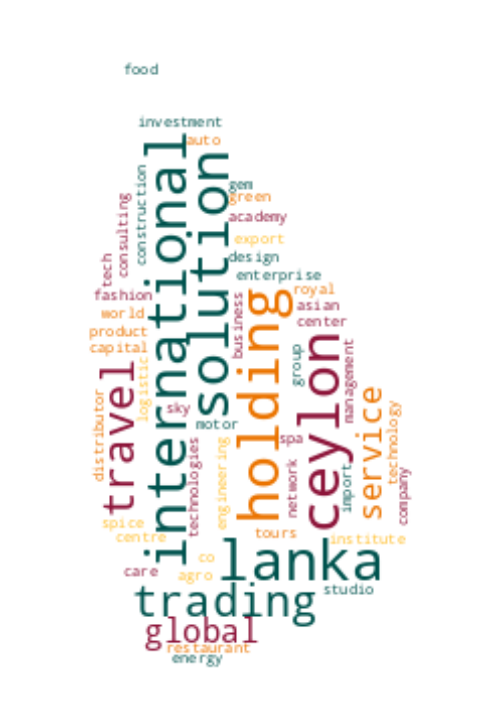 food
investment
auto
international
solution
construction
consulting
gem
green
academy
export
tech
design
enterprise
fashion
royal
holding
business
asian
world
center
product
ceylon
capital
group
management
logistic
travel
distributor
sky
service
motor
technology
spa
technologies
engineering
network
import
company
spice
tours
centre
institute
lanka
co
care
agro
trading
studio
global
restaurant
energy